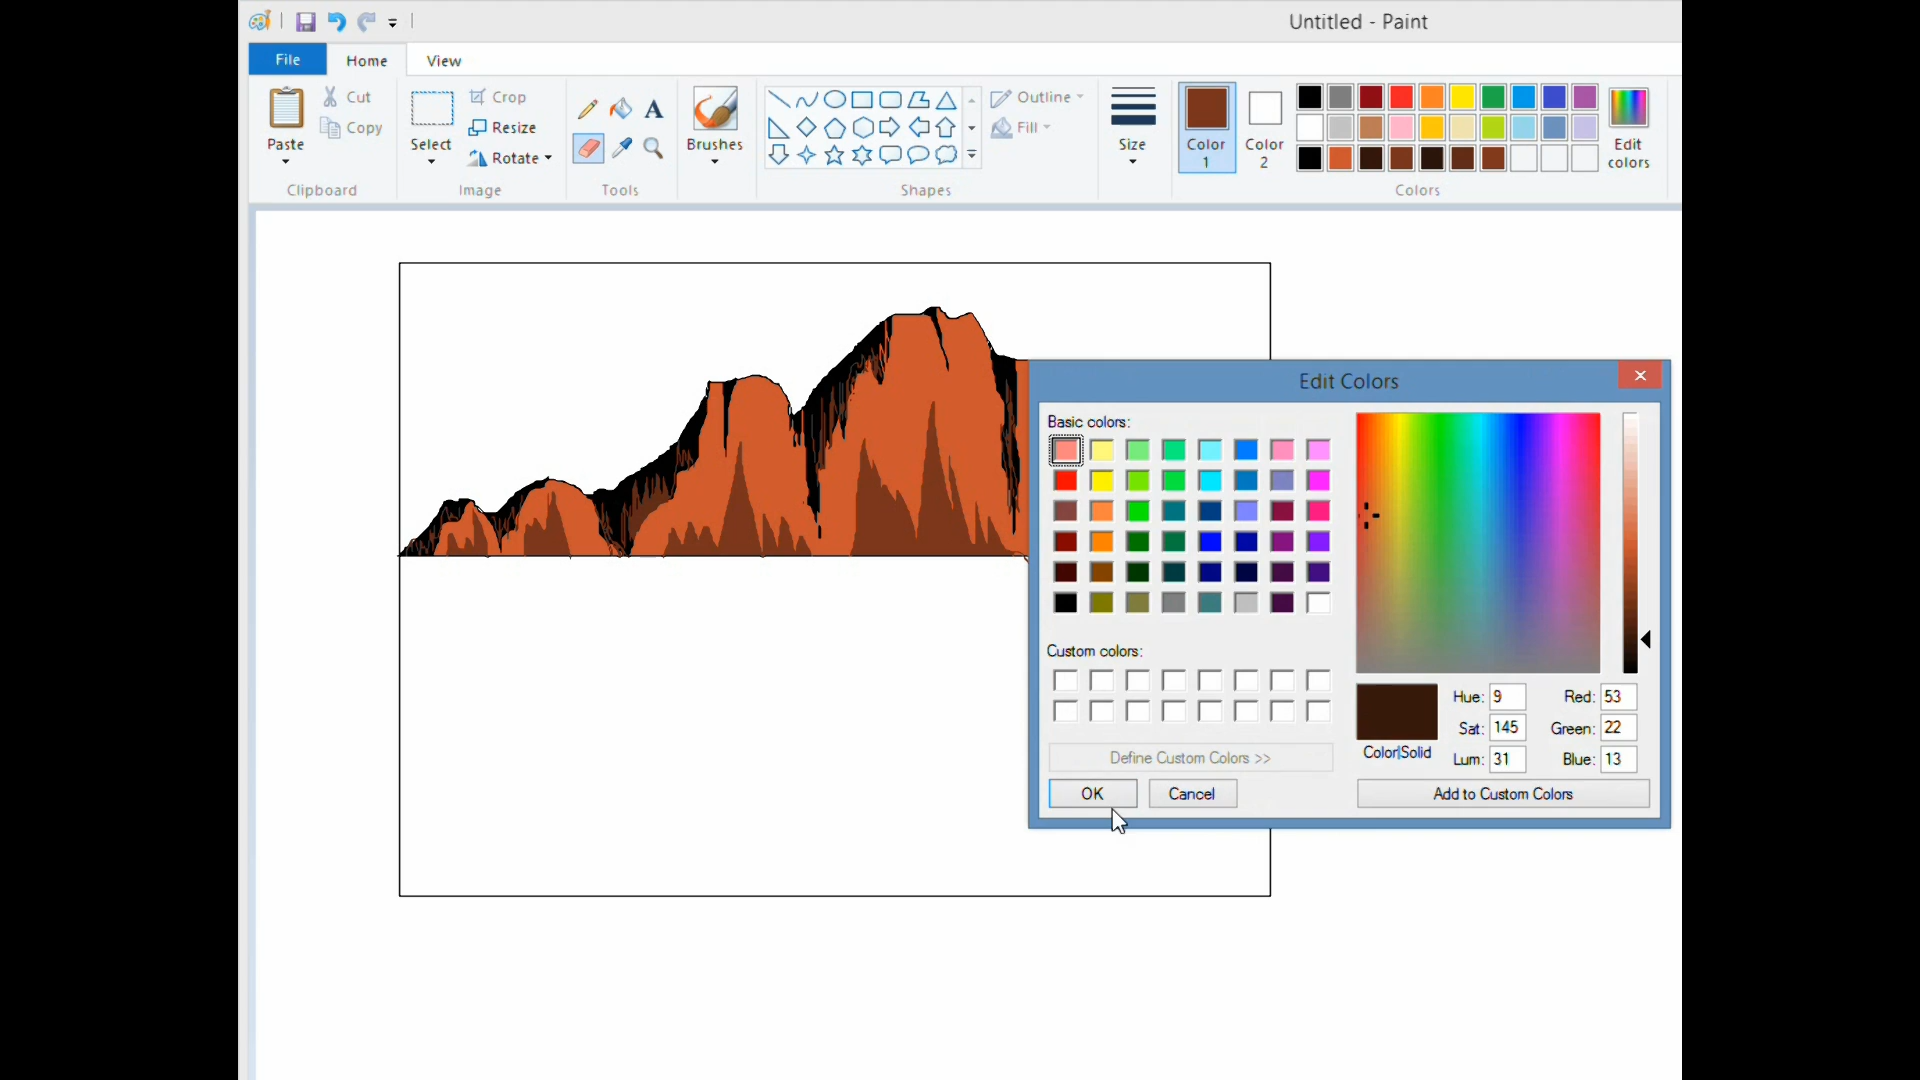 Untitled - Paint
File Home View
Paste
Cut
Copy
Clipboard
Select
Crop
Resize
Rotate
Image
A
Tools
Brushes
Shapes
Outline
Fill
Size
Color
1
Color
2
Edit
colors
Colors
Edit Colors
Basic colors:
Custom colors:
Define Custom Colors >>
OK Cancel
Color|Solid
Hue: 9 Red: 53
Sat: 145 Green: 22
Lum: 31 Blue: 13
Add to Custom Colors